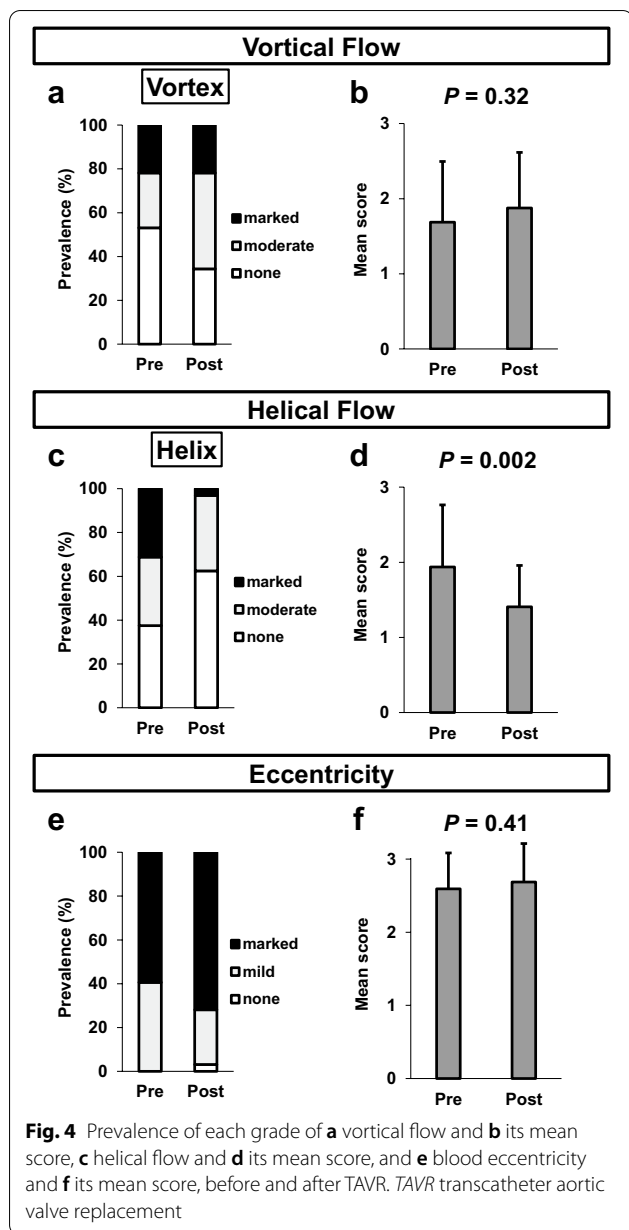 Vortical Flow
a
Vortex
b
P = 0.32
Prevalence (%)
100
80
60
40
20
0
Pre Post
marked
moderate
none
Mean score
3
2
1
0
Pre Post
Helical Flow
c
Helix
d
P = 0.002
Prevalence (%)
100
80
60
40
20
0
Pre Post
marked
moderate
none
Mean score
3
2
1
0
Pre Post
Eccentricity
e
f
P = 0.41
Prevalence (%)
100
80
60
40
20
0
Pre Post
marked
mild
none
Mean score
3
2
1
0
Pre Post
Fig. 4 Prevalence of each grade of a vortical flow and b its mean
score, c helical flow and d its mean score, and e blood eccentricity
and f its mean score, before and after TAVR. TAVR transcatheter aortic
valve replacement